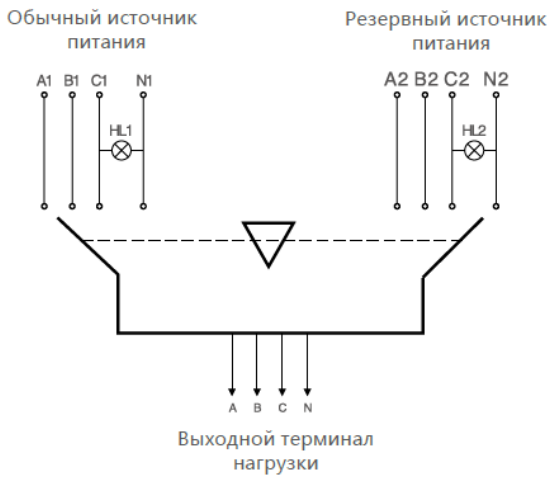 Обычный источник
питания
Резервный источник
питания
A1 B1 C1 N1
A2 B2 C2 N2
HL1
HL2
A B C N
Выходной терминал
нагрузки